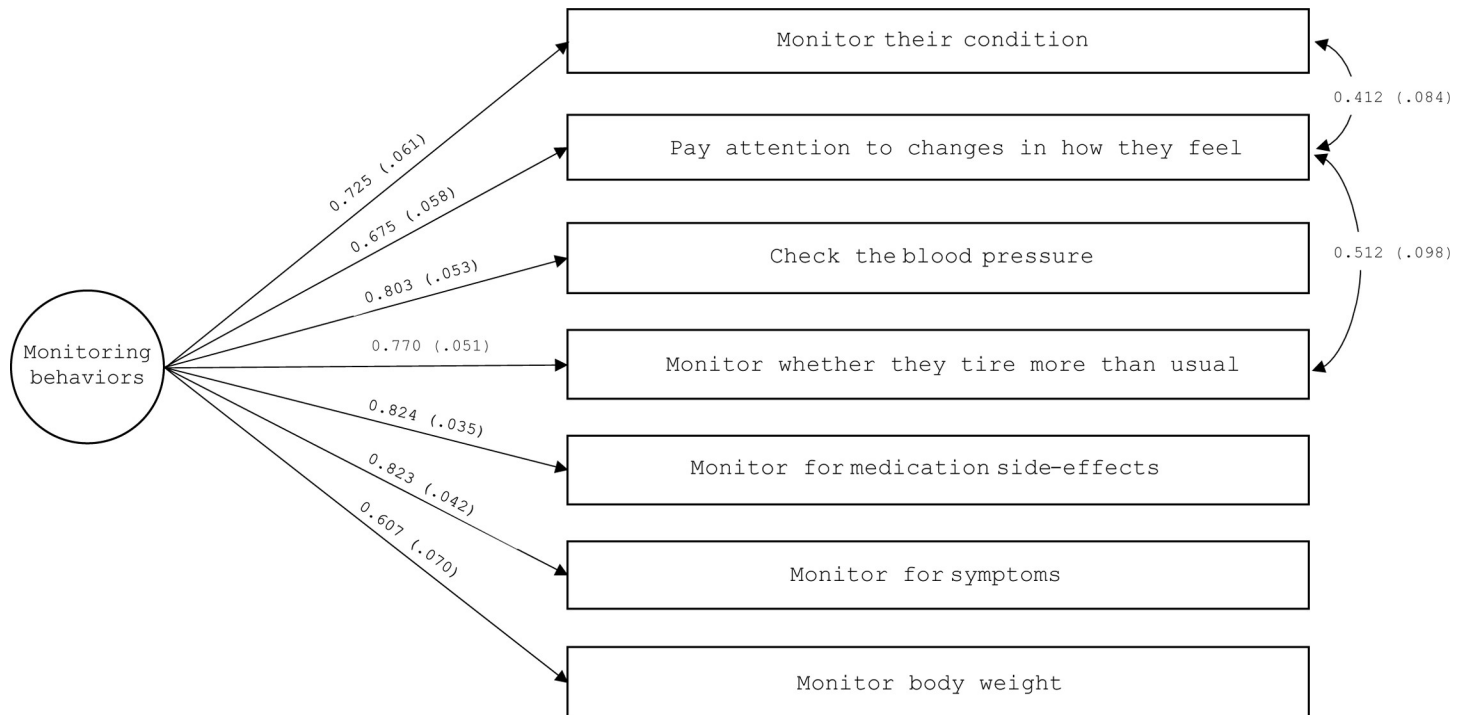 Monitor their condition
0.412 (.084)
Pay attention to changes in how they feel
0.725 (.061)
0.675 (.058)
Check the blood pressure
0.512 (.098)
0.803 (.053)
Monitoring
behaviors
0.770 (.051)
Monitor whether they tire more than usual
0.824 (.035)
Monitor for medication side-effects
0.823 (.042)
0.607 (.070)
Monitor for symptoms
Monitor body weight